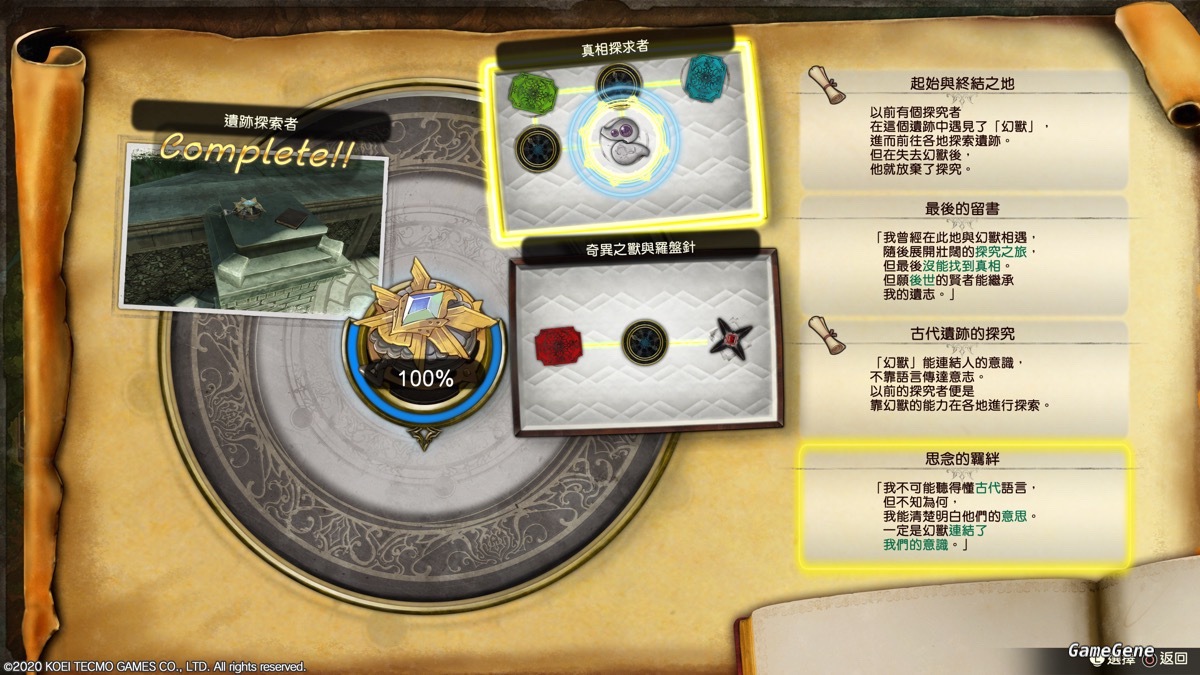 遺跡探索者
Complete!!
100%
真相探求者
奇異之獸與羅盤針
起始與終結之地
以前有個探究者
在這個遺跡中遇見了「幻獸」，
進而前往各地探索遺跡。
但在失去幻獸後，
他就放棄了探究。
最後的留書
「我曾經在此地與幻獸相遇，
隨後展開壯闊的探究之旅，
但最後沒能找到真相。
但願後世的賢者能繼承
我的遺志。」
古代遺跡的探究
「幻獸」能連結人的意識，
不靠語言傳達意志。
以前的探究者便是
靠幻獸的能力在各地進行探索。
思念的羈絆
「我不可能聽得懂古代語言，
但不知為何，
我能清楚明白他們的意思。
一定是幻獸連結了
我們的意識。」
©2020 KOEI TECMO GAMES CO., LTD. All rights reserved.
GameGene
L 選擇 返回